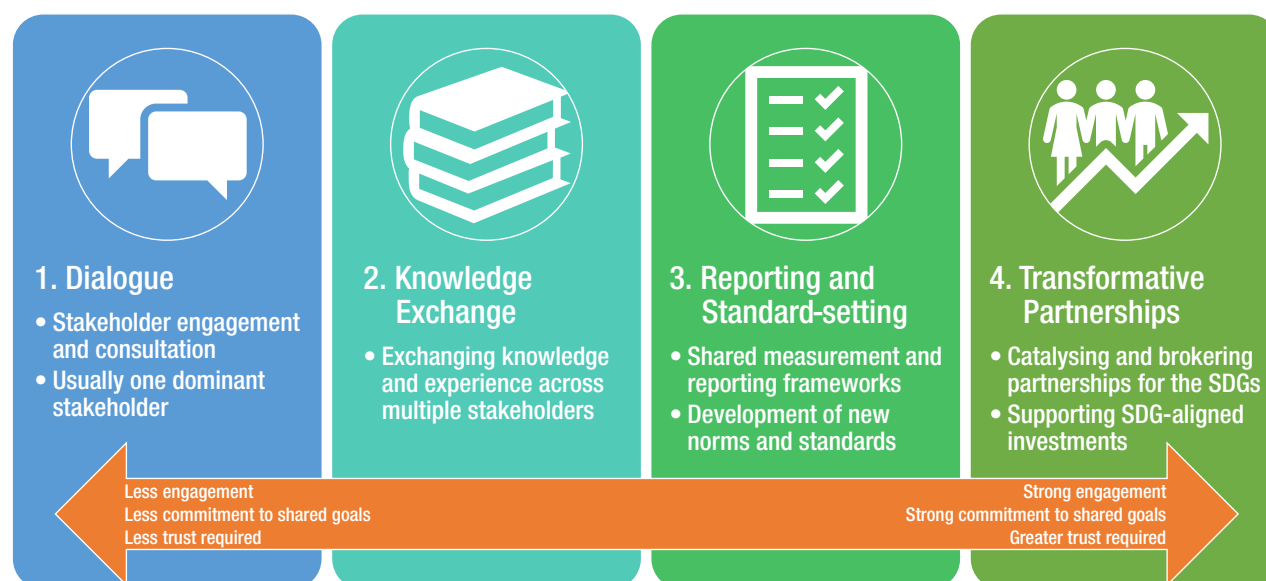 1. Dialogue
• Stakeholder engagement
and consultation
• Usually one dominant
stakeholder
2. Knowledge
Exchange
• Exchanging knowledge
and experience across
multiple stakeholders
3. Reporting and
Standard-setting
• Shared measurement and
reporting frameworks
• Development of new
norms and standards
4. Transformative
Partnerships
• Catalysing and brokering
partnerships for the SDGs
• Supporting SDG-aligned
investments
Less engagement
Less commitment to shared goals
Less trust required
Strong engagement
Strong commitment to shared goals
Greater trust required